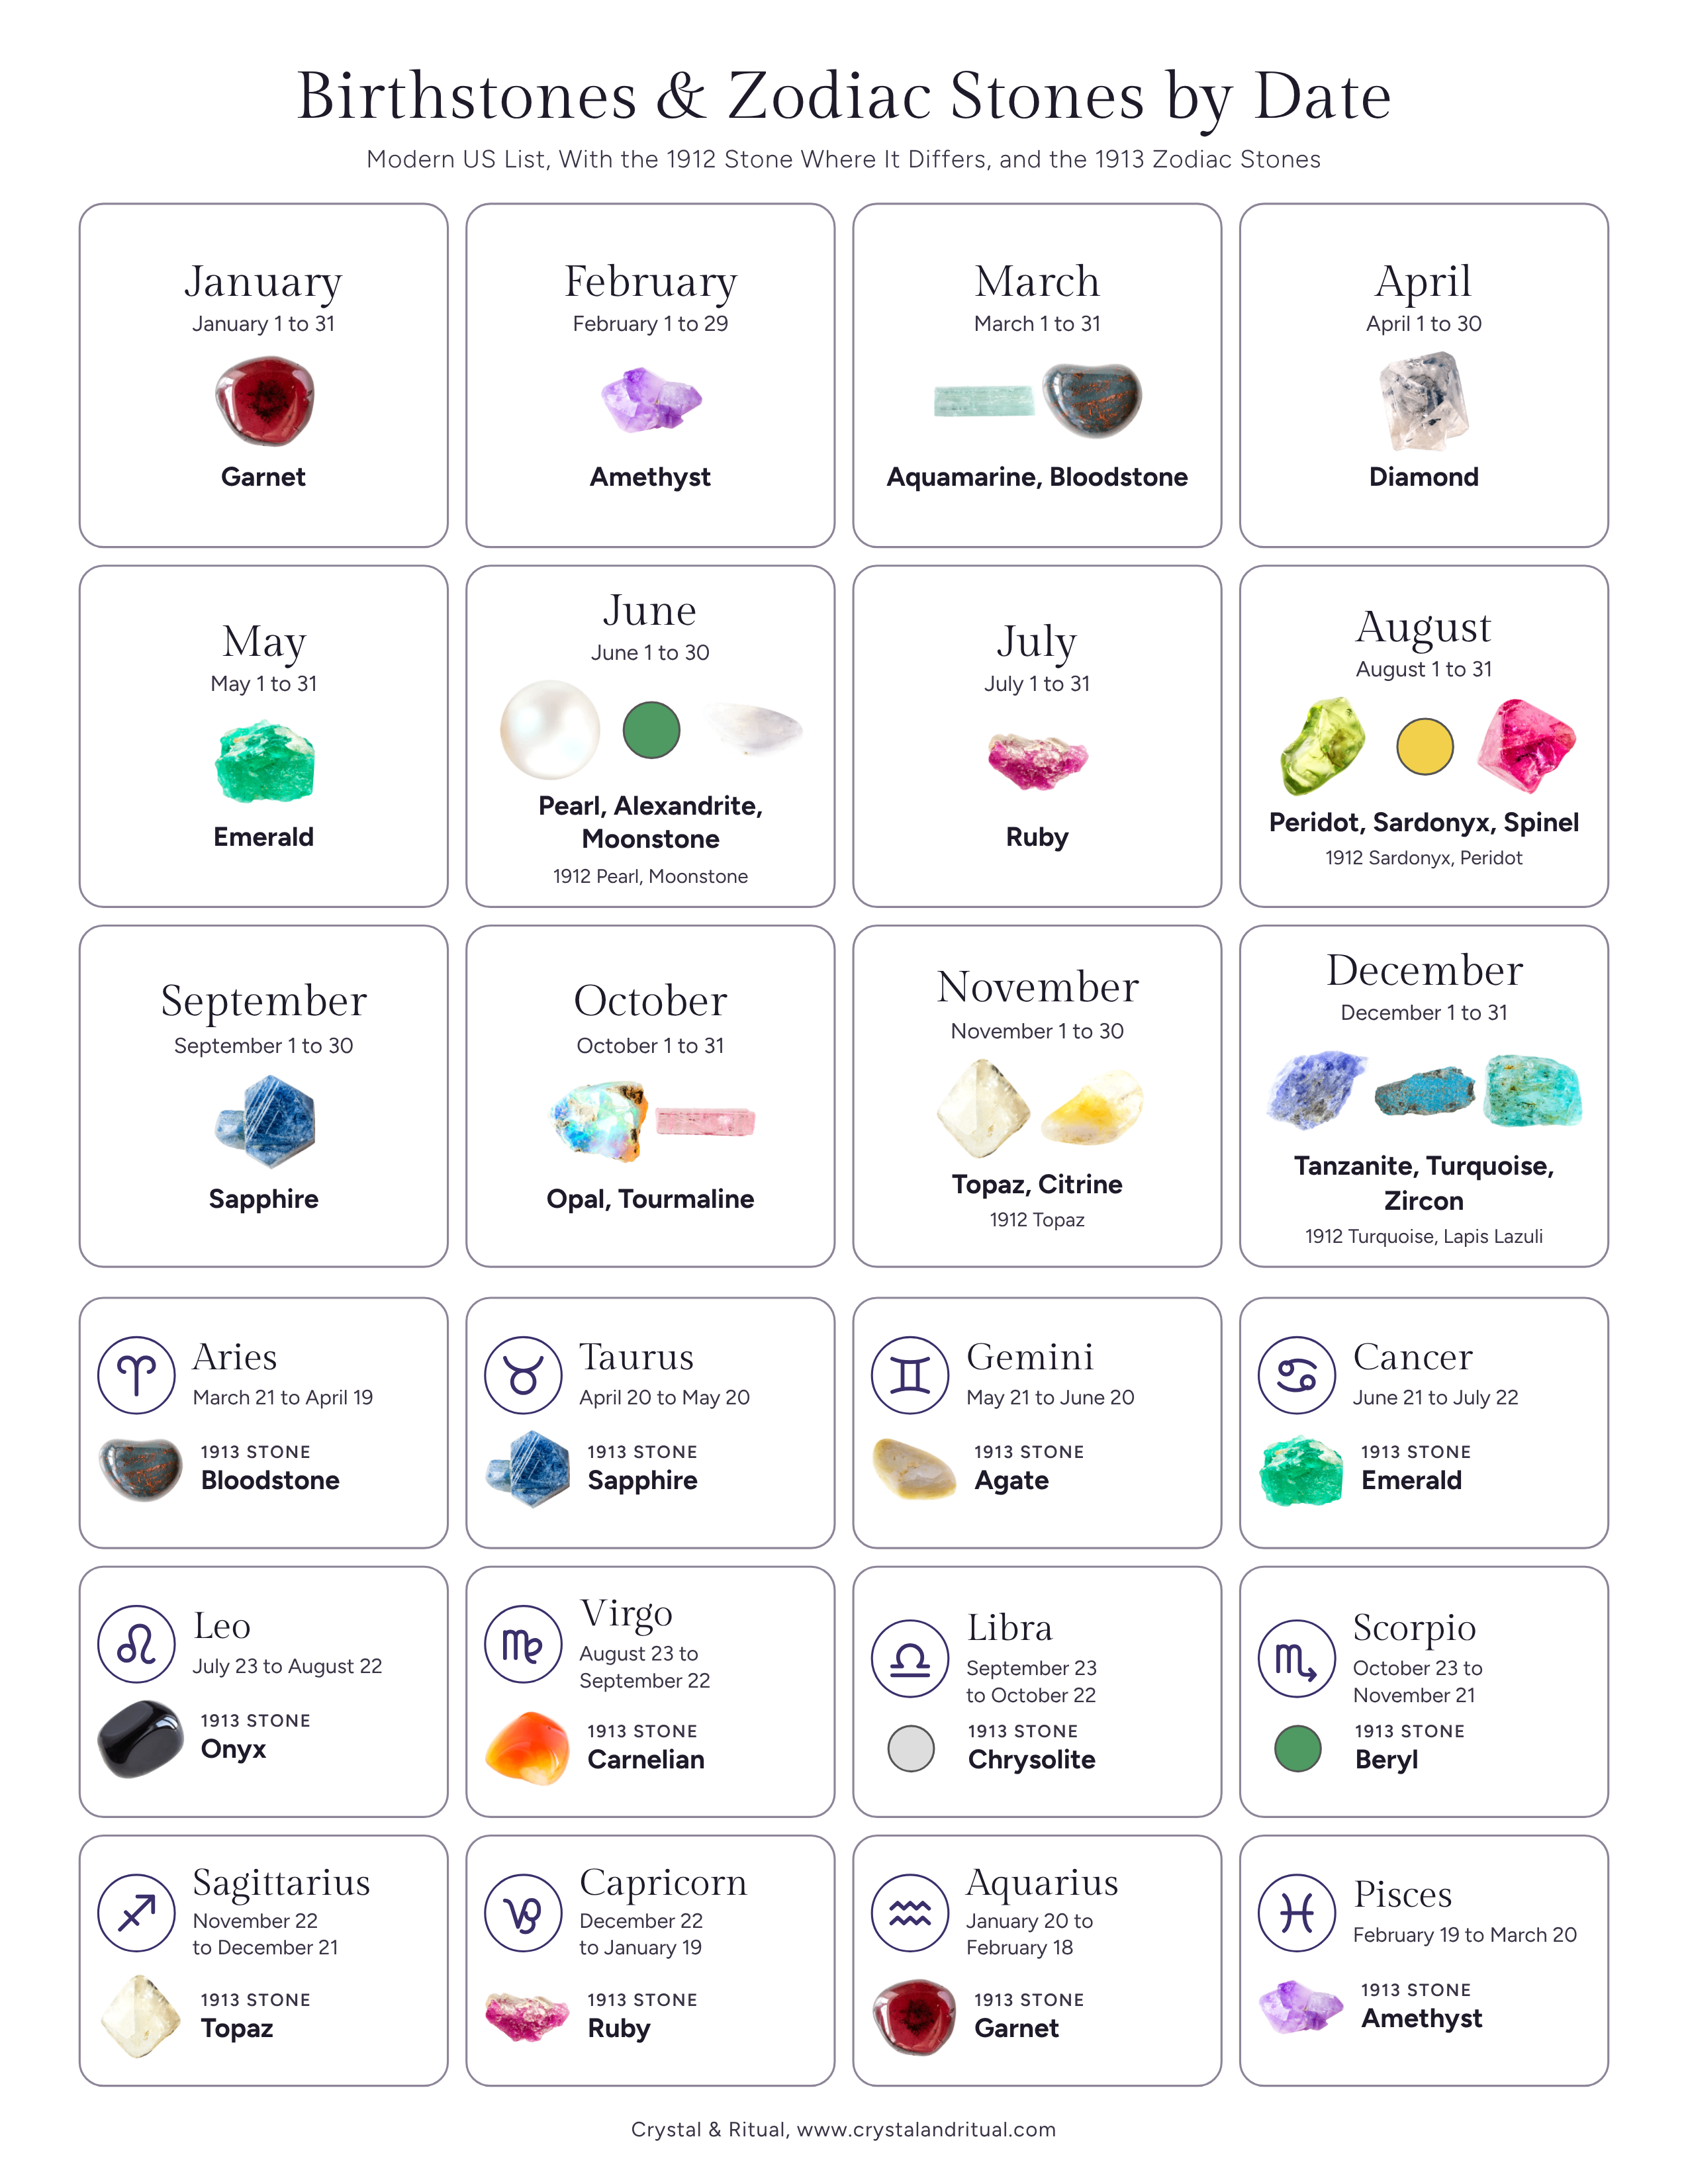 Birthstones & Zodiac Stones by Date
Modern US List, With the 1912 Stone Where It Differs, and the 1913 Zodiac Stones
January
January 1 to 31
Garnet
February
February 1 to 29
Amethyst
March
March 1 to 31
Aquamarine, Bloodstone
April
April 1 to 30
Diamond
May
May 1 to 31
Emerald
June
June 1 to 30
Pearl, Alexandrite,
Moonstone
1912 Pearl, Moonstone
July
July 1 to 31
Ruby
August
August 1 to 31
Peridot, Sardonyx, Spinel
1912 Sardonyx, Peridot
September
September 1 to 30
Sapphire
October
October 1 to 31
Opal, Tourmaline
November
November 1 to 30
Topaz, Citrine
1912 Topaz
December
December 1 to 31
Tanzanite, Turquoise,
Zircon
1912 Turquoise, Lapis Lazuli
Aries
March 21 to April 19
1913 STONE
Bloodstone
Taurus
April 20 to May 20
1913 STONE
Sapphire
Gemini
May 21 to June 20
1913 STONE
Agate
Cancer
June 21 to July 22
1913 STONE
Emerald
Leo
July 23 to August 22
1913 STONE
Onyx
Virgo
August 23 to
September 22
1913 STONE
Carnelian
Libra
September 23
to October 22
1913 STONE
Chrysolite
Scorpio
October 23 to
November 21
1913 STONE
Beryl
Sagittarius
November 22
to December 21
1913 STONE
Topaz
Capricorn
December 22
to January 19
1913 STONE
Ruby
Aquarius
January 20 to
February 18
1913 STONE
Garnet
Pisces
February 19 to March 20
1913 STONE
Amethyst
Crystal & Ritual, www.crystalandritual.com